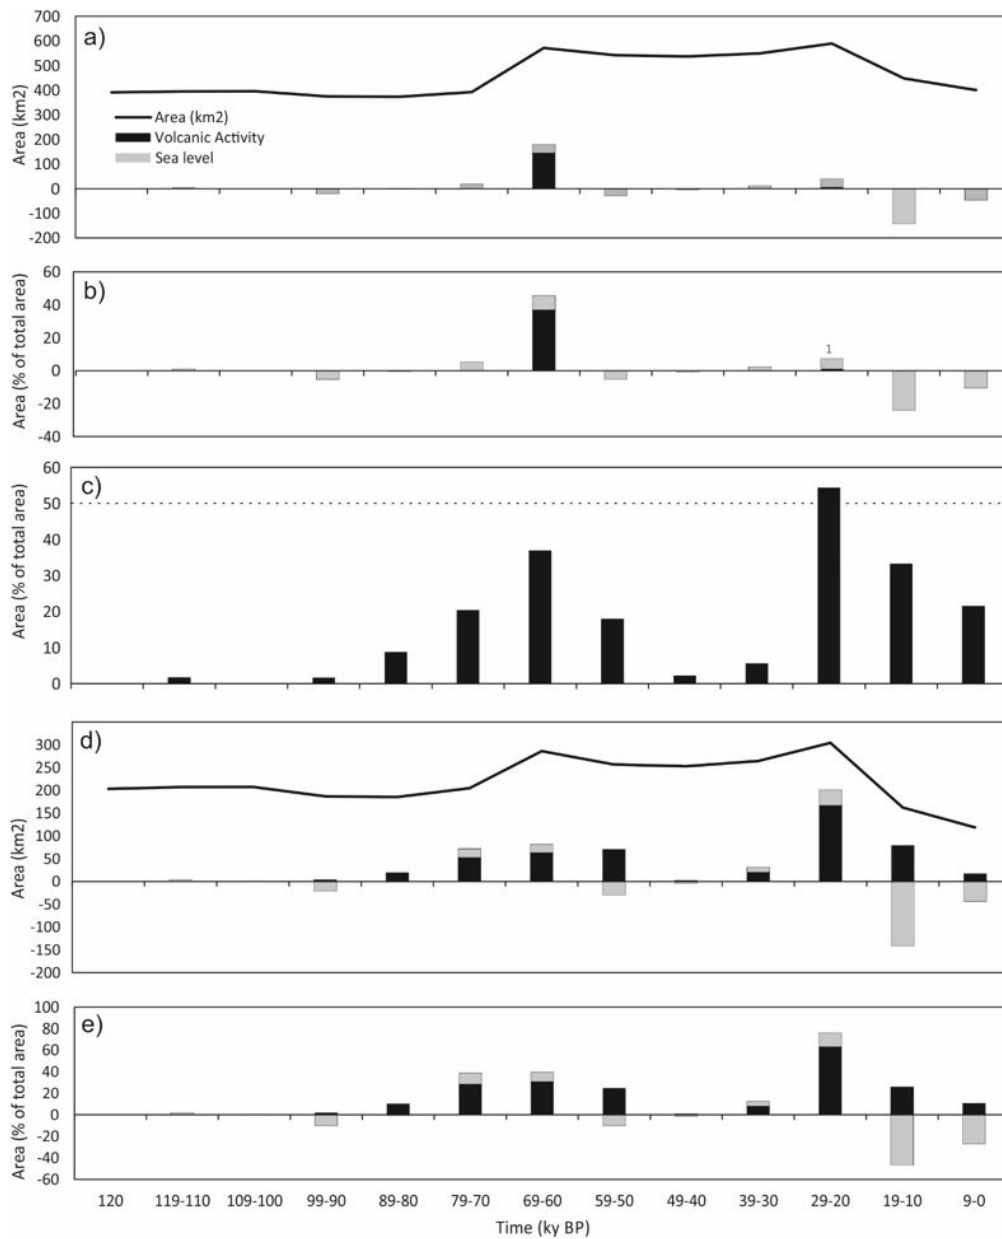 a)
Area (km2)
700
600
500
400
300
200
100
0
-100
-200
Area (km2)
Volcanic Activity
Sea level
b)
Area (% of total area)
60
40
20
0
-20
-40
1
c)
Area (% of total area)
60
50
40
30
20
10
0
d)
Area (km2)
300
250
200
150
100
50
0
-50
-100
-150
-200
e)
Area (% of total area)
100
80
60
40
20
0
-20
-40
-60
120 119-110 109-100 99-90 89-80 79-70 69-60 59-50 49-40 39-30 29-20 19-10 9-0
Time (ky BP)